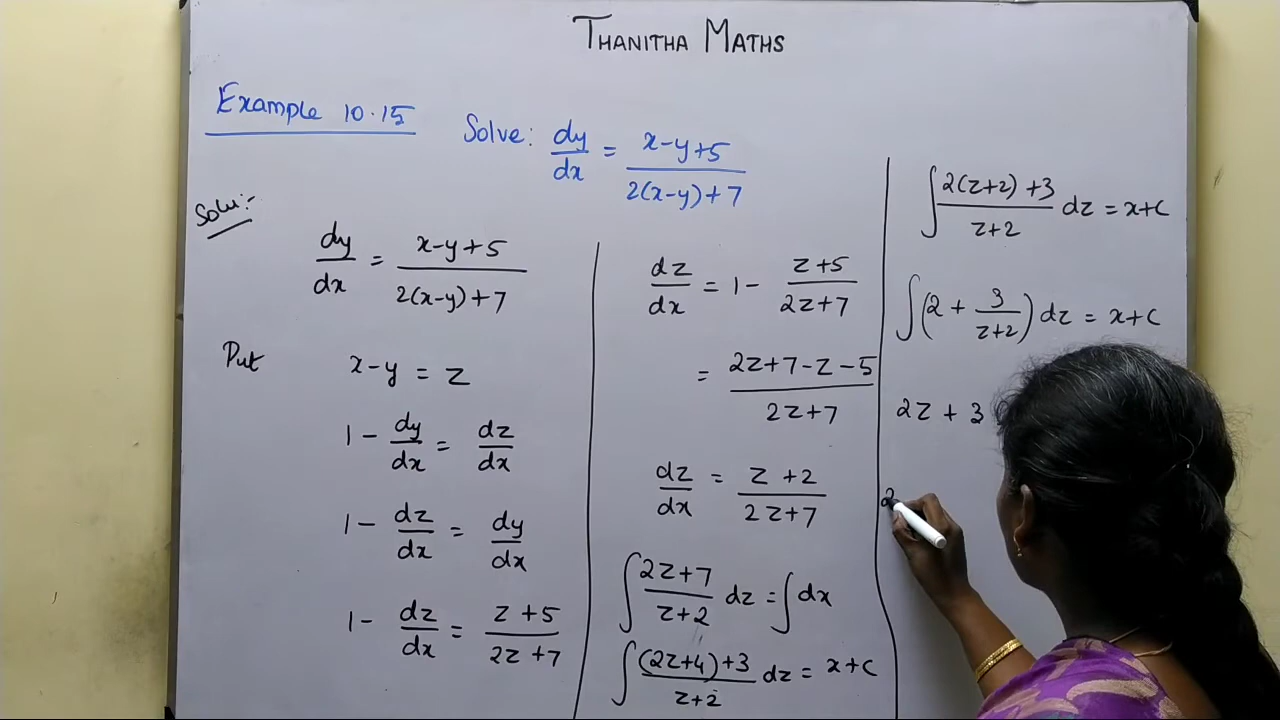 THANITHA MATHS
Example 10.15
Solve: dy/dx = x-y+5 / 2(x-y)+7
Solu:-
dy/dx = x-y+5 / 2(x-y)+7
Put x-y = z
1 - dy/dx = dz/dx
1 - dz/dx = dy/dx
1 - dz/dx = z+5 / 2z+7
dz/dx = 1 - z+5 / 2z+7
= 2z+7-z-5 / 2z+7
dz/dx = z+2 / 2z+7
∫ 2z+7 / z+2 dz = ∫ dx
∫ (2z+4)+3 / z+2 dz = x+c
∫ 2(z+2)+3 / z+2 dz = x+c
∫ (2 + 3 / z+2) dz = x+c
2z + 3
2